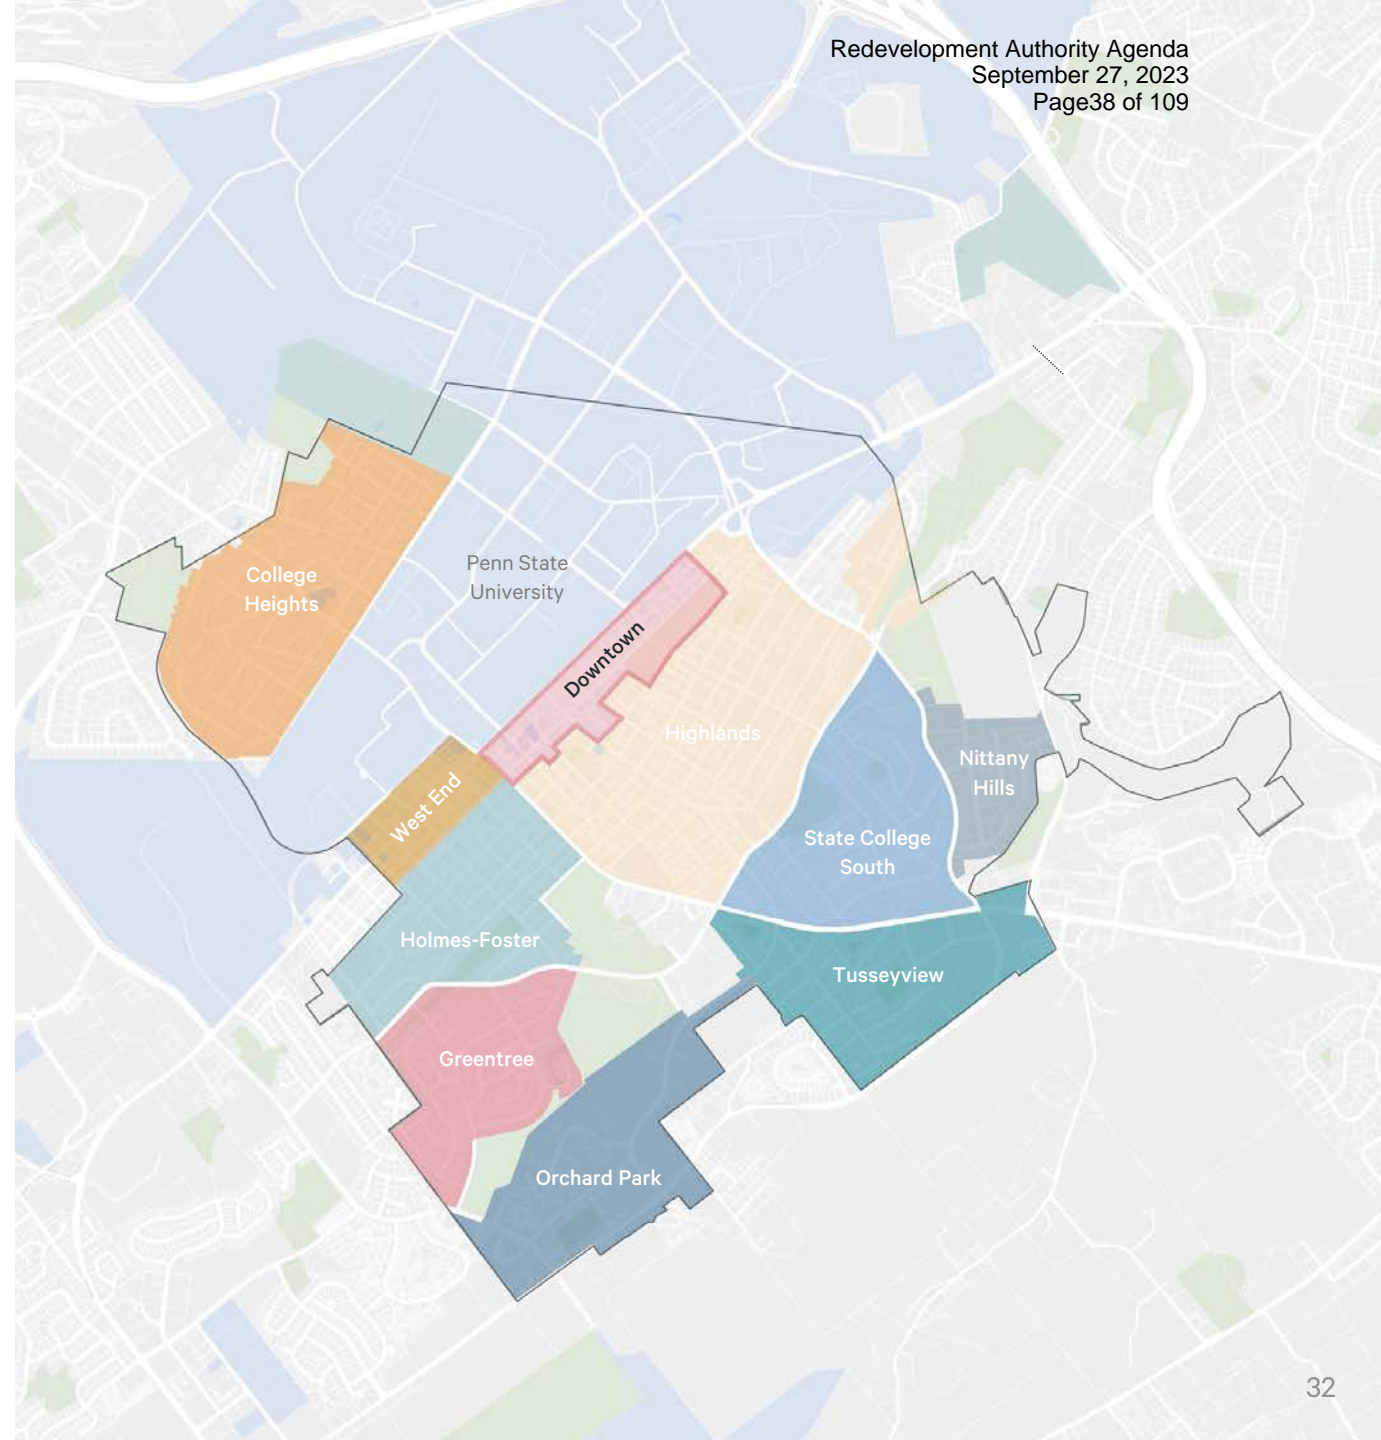 Redevelopment Authority Agenda
September 27, 2023
Page38 of 109
College
Heights
Penn State
University
Downtown
Highlands
Nittany
Hills
West End
State College
South
Holmes-Foster
Tusseyview
Greentree
Orchard Park
32